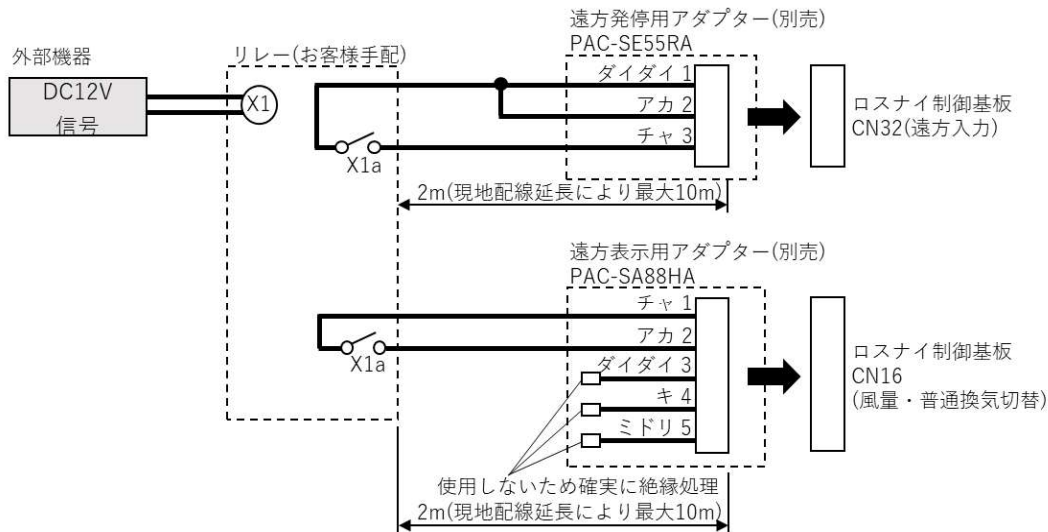 遠方発停用アダプター(別売)
PAC-SE55RA
外部機器
リレー(お客様手配)
DC12V
信号
X1
ダイダイ 1
アカ 2
チャ 3
X1a
ロスナイ制御基板
CN32(遠方入力)
2m(現地配線延長により最大10m)
遠方表示用アダプター(別売)
PAC-SA88HA
チャ 1
アカ 2
X1a
ダイダイ 3
キ 4
ミドリ 5
ロスナイ制御基板
CN16
(風量・普通換気切替)
使用しないため確実に絶縁処理
2m(現地配線延長により最大10m)